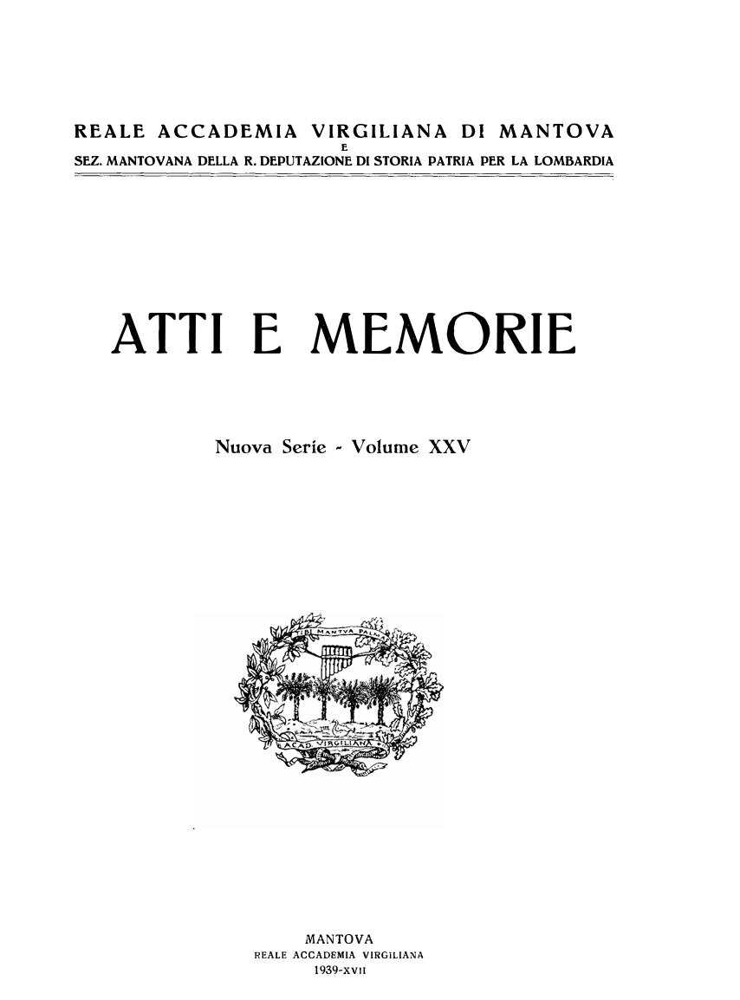 REALE ACCADEMIA VIRGILIANA DI MANTOVA
E
SEZ. MANTOVANA DELLA R. DEPUTAZIONE DI STORIA PATRIA PER LA LOMBARDIA
ATTI E MEMORIE
Nuova Serie - Volume XXV
TIBI MANTVA PALMAS
ACAD. VIRGILIANA
MANTOVA
REALE ACCADEMIA VIRGILIANA
1939-XVII